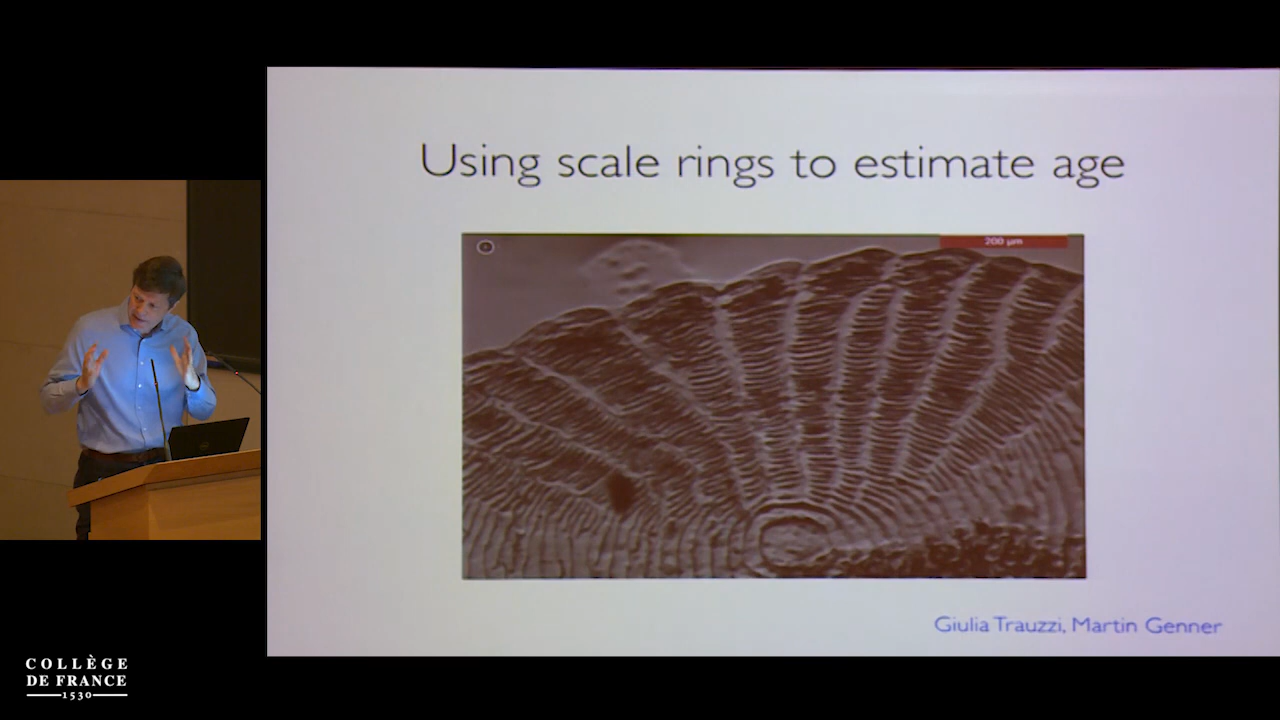 Using scale rings to estimate age
200 µm
Giulia Trauzzi, Martin Genner
COLLÈGE
DE FRANCE
1530